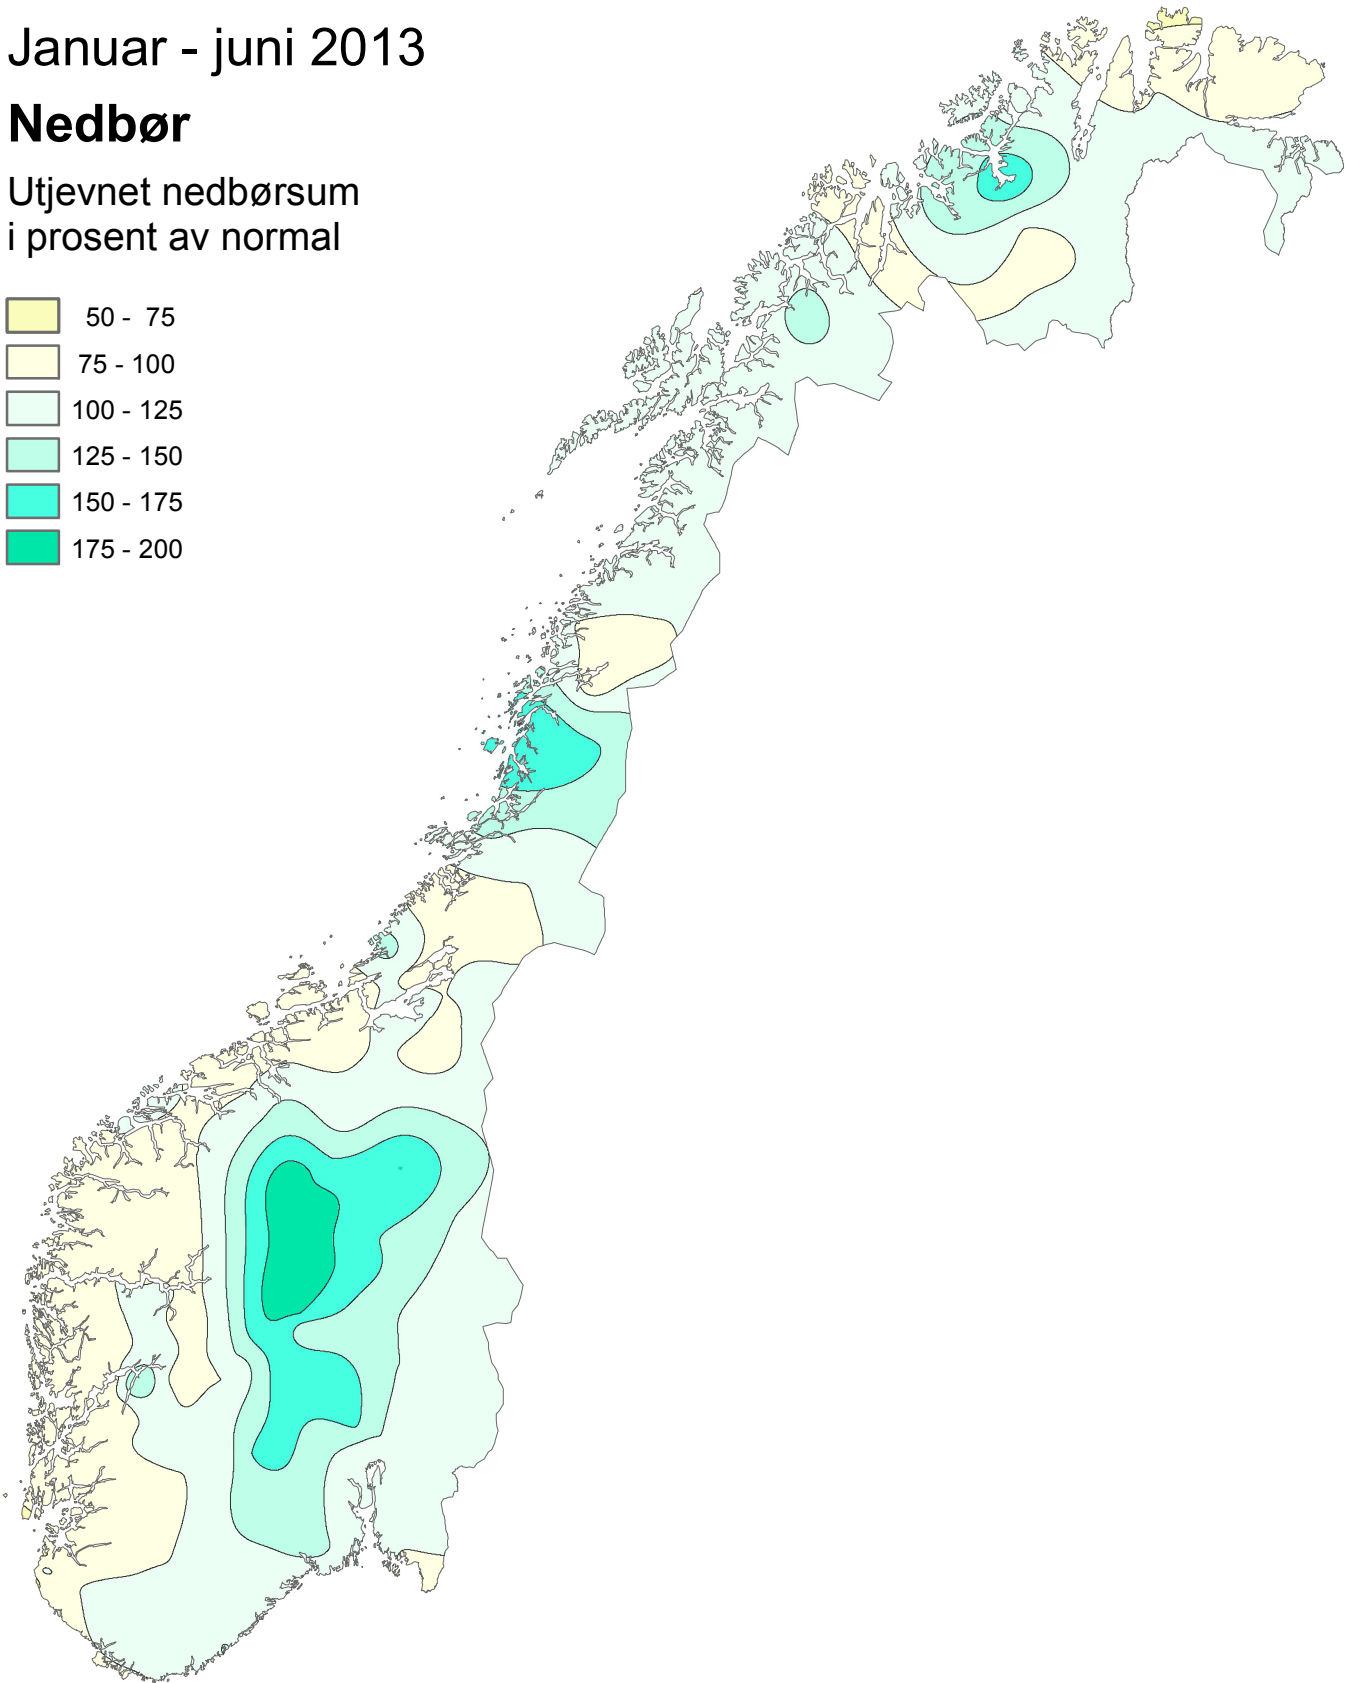 Januar - juni 2013
Nedbør
Utjevnet nedbørsum
i prosent av normal
50 - 75
75 - 100
100 - 125
125 - 150
150 - 175
175 - 200